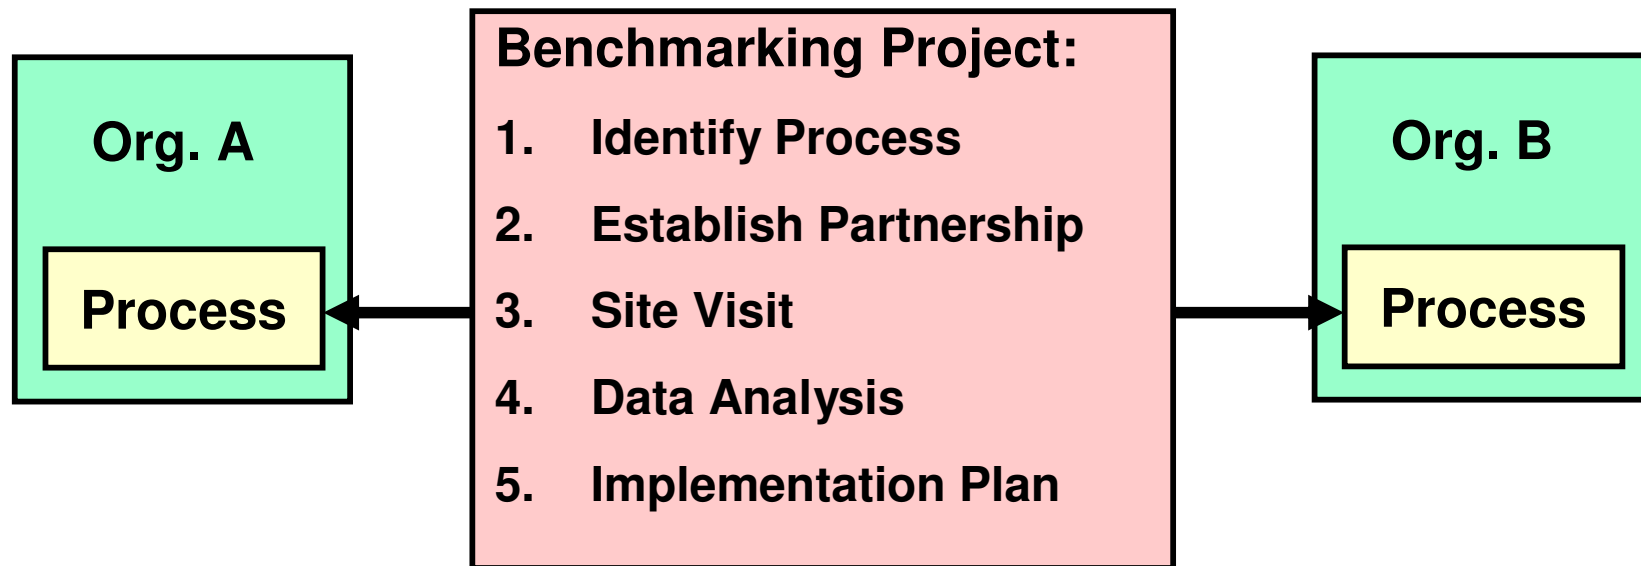 Org. A
Process
Benchmarking Project:
1. Identify Process
2. Establish Partnership
3. Site Visit
4. Data Analysis
5. Implementation Plan
Org. B
Process